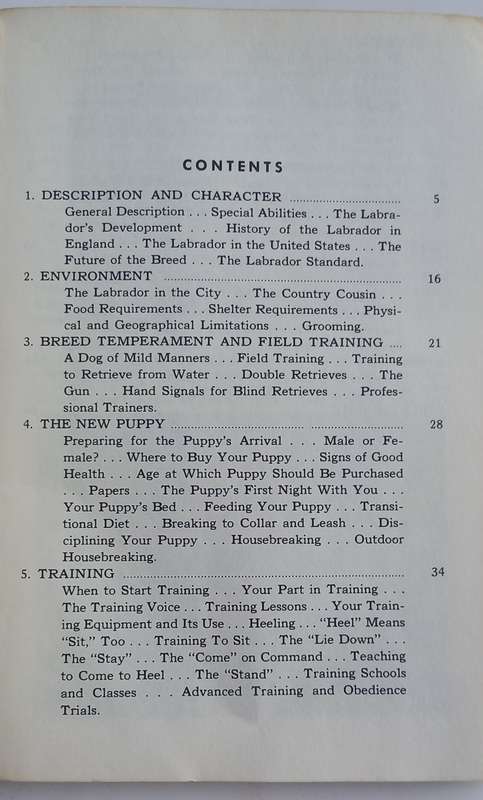 CONTENTS
1. DESCRIPTION AND CHARACTER .................................. 5
General Description . . . Special Abilities . . . The Labra-
dor's Development . . . History of the Labrador in
England . . . The Labrador in the United States . . . The
Future of the Breed . . . The Labrador Standard.
2. ENVIRONMENT ........................................................................ 16
The Labrador in the City . . . The Country Cousin . . .
Food Requirements . . . Shelter Requirements . . . Physi-
cal and Geographical Limitations . . . Grooming.
3. BREED TEMPERAMENT AND FIELD TRAINING .... 21
A Dog of Mild Manners . . . Field Training . . . Training
to Retrieve from Water . . . Double Retrieves . . . The
Gun . . . Hand Signals for Blind Retrieves . . . Profes-
sional Trainers.
4. THE NEW PUPPY ........................................ ............................ 28
Preparing for the Puppy's Arrival . . . Male or Fe-
male? . . . Where to Buy Your Puppy . . . Signs of Good
Health . . . Age at Which Puppy Should Be Purchased
. . . Papers . . . The Puppy's First Night With You . . .
Your Puppy's Bed . . . Feeding Your Puppy . . . Transi-
tional Diet . . . Breaking to Collar and Leash . . . Dis-
ciplining Your Puppy . . . Housebreaking . . . Outdoor
Housebreaking.
5. TRAINING ..................................................................................... 34
When to Start Training . . . Your Part in Training . . .
The Training Voice . . . Training Lessons . . . Your Train-
ing Equipment and Its Use . . . Heeling . . . "Heel" Means
"Sit," Too . . . Training To Sit . . . The "Lie Down" . . .
The "Stay" . . . The "Come" on Command . . . Teaching
to Come to Heel . . . The "Stand" . . . Training Schools
and Classes . . . Advanced Training and Obedience
Trials.